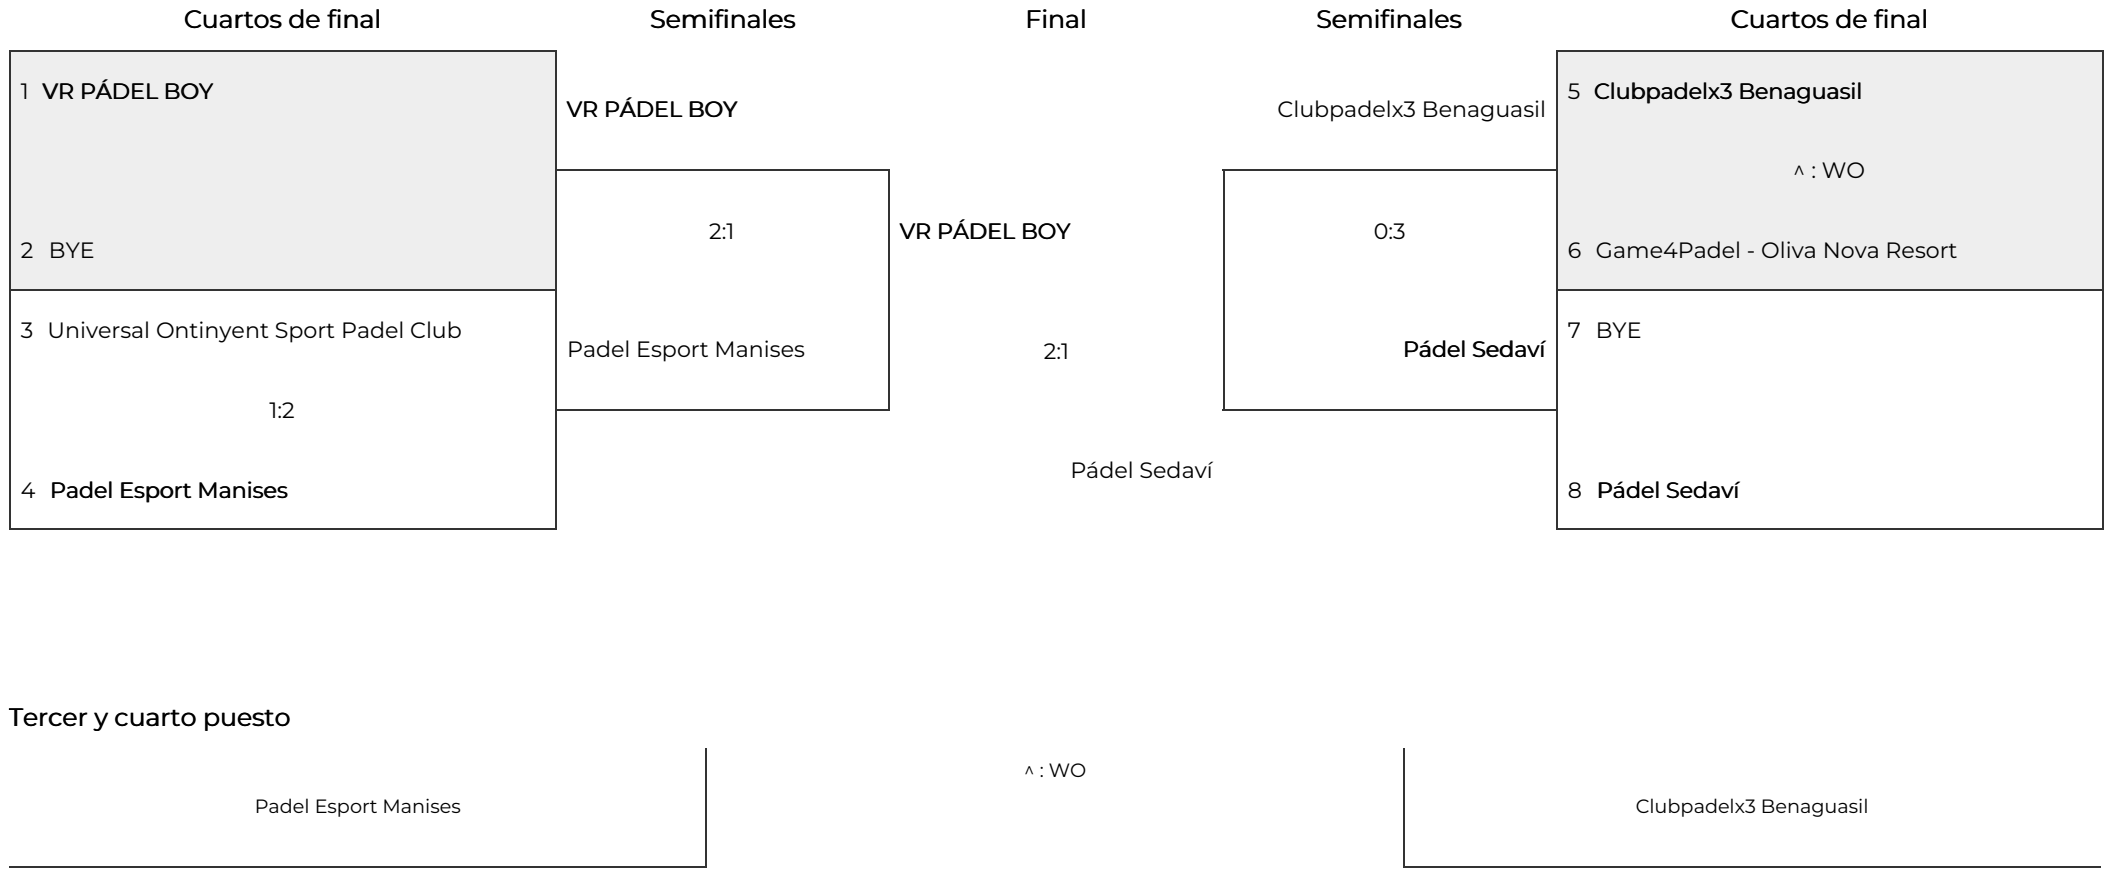 Cuartos de final
Semifinales
Final
Semifinales
Cuartos de final
1 VR PÁDEL BOY
2 BYE
3 Universal Ontinyent Sport Padel Club
1:2
4 Padel Esport Manises
VR PÁDEL BOY
2:1
Padel Esport Manises
VR PÁDEL BOY
2:1
Pádel Sedaví
Clubpadelx3 Benaguasil
0:3
Pádel Sedaví
5 Clubpadelx3 Benaguasil
^ : WO
6 Game4Padel - Oliva Nova Resort
7 BYE
8 Pádel Sedaví
Tercer y cuarto puesto
Padel Esport Manises
^ : WO
Clubpadelx3 Benaguasil